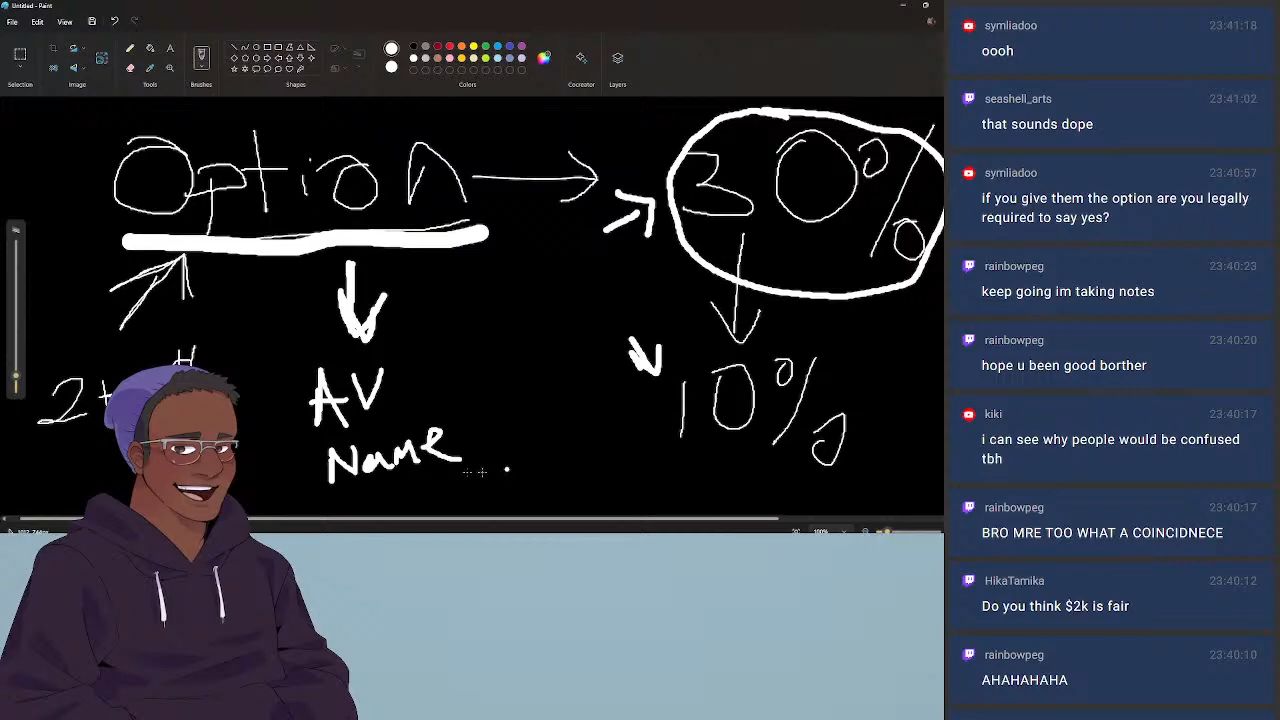 Untitled - Paint
File Edit View
Selection Image Tools Brushes Shapes Colors Cocreator Layers
Option → 30%
10%
2+
AV
Name
100%
symliadoo 23:41:18
oooh
seashell_arts 23:41:02
that sounds dope
symliadoo 23:40:57
if you give them the option are you legally
required to say yes?
rainbowpeg 23:40:23
keep going im taking notes
rainbowpeg 23:40:20
hope u been good borther
kiki 23:40:17
i can see why people would be confused
tbh
rainbowpeg 23:40:17
BRO MRE TOO WHAT A COINCIDNECE
HikaTamika 23:40:12
Do you think $2k is fair
rainbowpeg 23:40:10
AHAHAHAHA